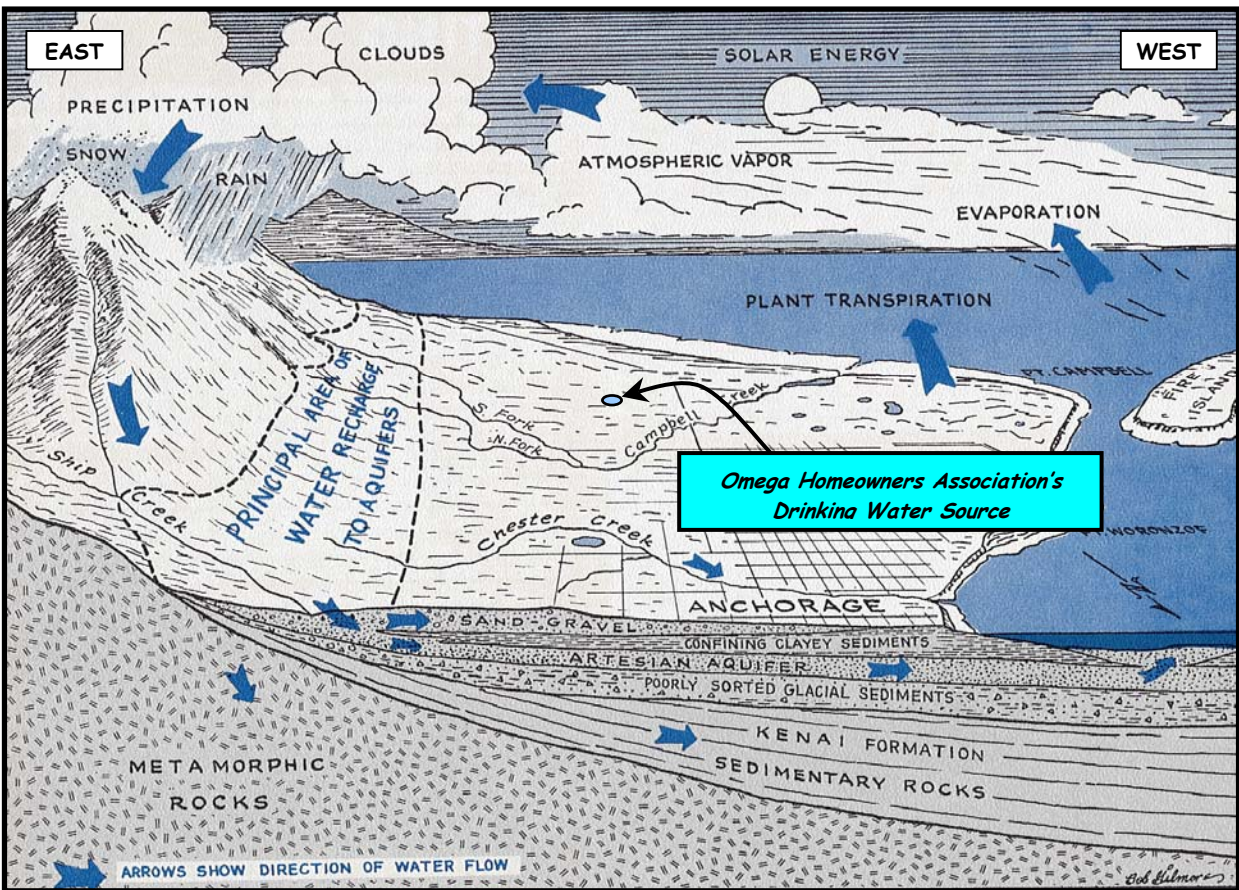 EAST
CLOUDS
SOLAR ENERGY
WEST
PRECIPITATION
SNOW
RAIN
ATMOSPHERIC VAPOR
EVAPORATION
PLANT TRANSPIRATION
PT. CAMPBELL
FIRE
ISLAND
PRINCIPAL AREA OF
WATER RECHARGE
TO AQUIFERS
S. FORK
N. FORK
Campbell Creek
Omega Homeowners Association's
Drinkina Water Source
WORONZOF
Ship
Creek
Chester Creek
ANCHORAGE
SAND-GRAVEL
CONFINING CLAYEY SEDIMENTS
ARTESIAN AQUIFER
POORLY SORTED GLACIAL SEDIMENTS
KENAI FORMATION
SEDIMENTARY ROCKS
METAMORPHIC
ROCKS
ARROWS SHOW DIRECTION OF WATER FLOW
Bob Gilmore